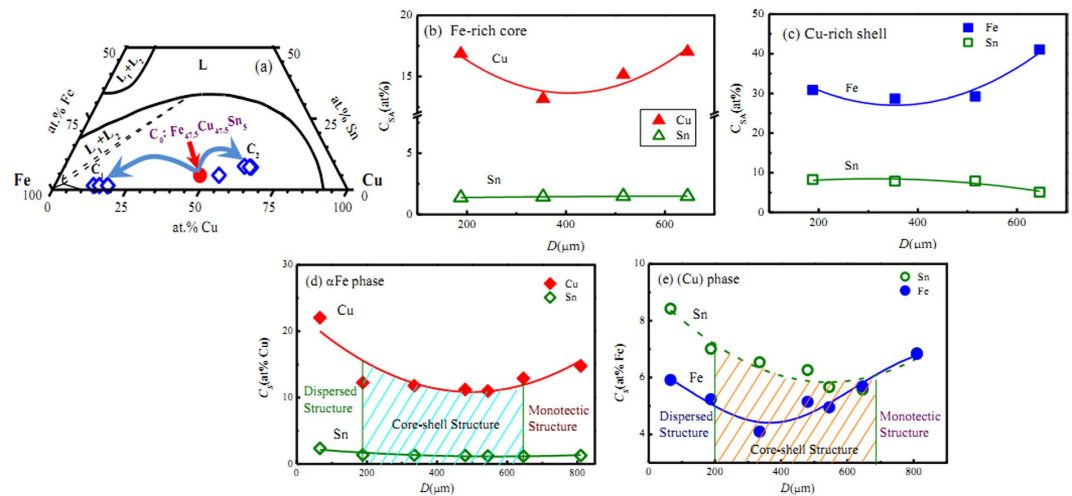 (a)
L
L1+L2
L1+L2
C0: Fe47.5Cu47.5Sn5
C1
C2
Fe
Cu
at.% Fe
at.% Sn
at.% Cu
50
75
100
50
25
0
0
25
50
75
100
(b) Fe-rich core
Cu
Cu
Sn
Sn
CSA(at%)
20
15
5
0
200 400 600
D(μm)
(c) Cu-rich shell
Fe
Sn
Fe
Sn
CSA(at%)
50
40
30
20
10
0
200 400 600
D(μm)
(d) αFe phase
Cu
Sn
Cu
Dispersed
Structure
Core-shell Structure
Monotectic
Structure
Sn
CS(at% Cu)
30
20
10
0
0 200 400 600 800
D(μm)
(e) (Cu) phase
Sn
Fe
Sn
Fe
Dispersed
Structure
Core-shell Structure
Monotectic
Structure
CS(at% Fe)
10
8
6
4
0 200 400 600 800
D(μm)